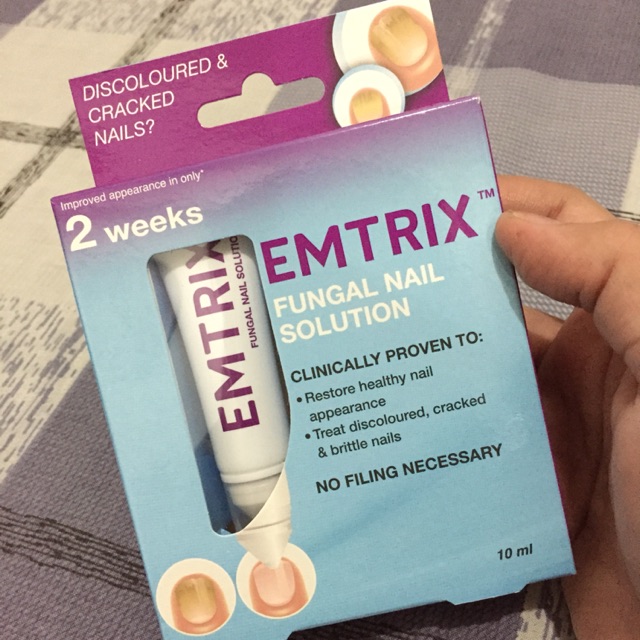 DISCOLOURED &
CRACKED
NAILS?
Improved appearance in only*
2 weeks
EMTRIX™
FUNGAL NAIL
SOLUTION
EMTRIX
FUNGAL NAIL SOLUTIO
CLINICALLY PROVEN TO:
• Restore healthy nail
appearance
• Treat discoloured, cracked
& brittle nails
NO FILING NECESSARY
10 ml